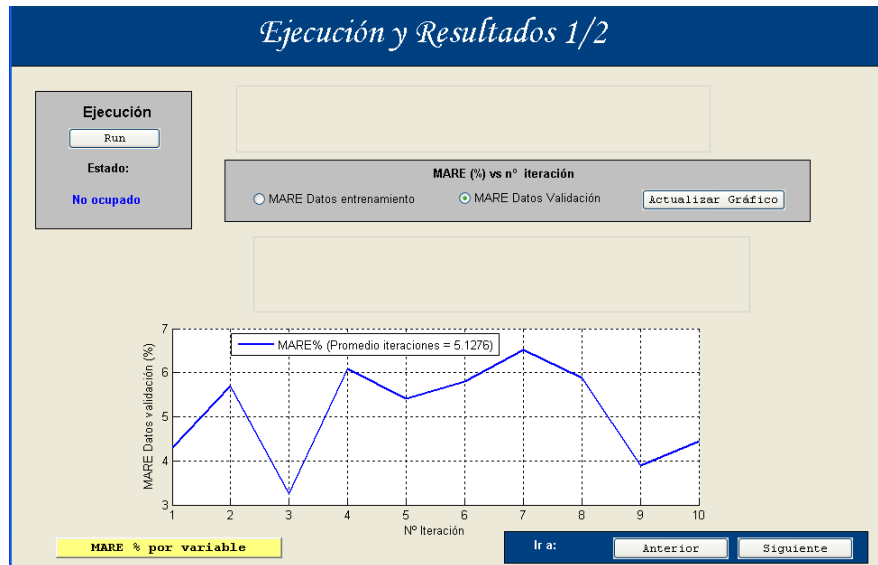 Ejecución y Resultados 1/2
Ejecución
Run
Estado:
No ocupado
MARE (%) vs nº iteración
MARE Datos entrenamiento
MARE Datos Validación
Actualizar Gráfico
MARE% (Promedio iteraciones = 5.1276)
MARE Datos validación (%)
7
6
5
4
3
1 2 3 4 5 6 7 8 9 10
Nº Iteración
MARE % por variable
Ir a:
Anterior
Siguiente